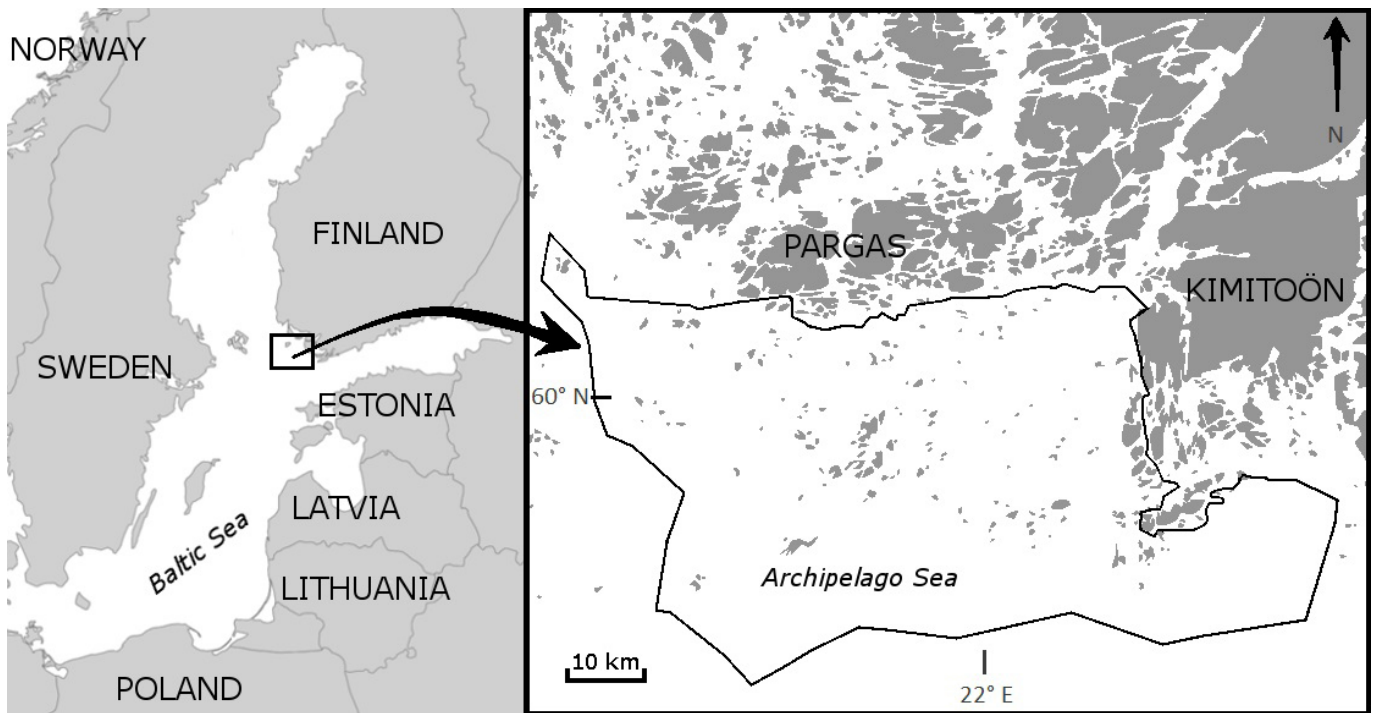 NORWAY
FINLAND
SWEDEN
ESTONIA
LATVIA
Baltic Sea
LITHUANIA
POLAND
N
PARGAS
KIMITOÖN
60° N
Archipelago Sea
10 km
22° E